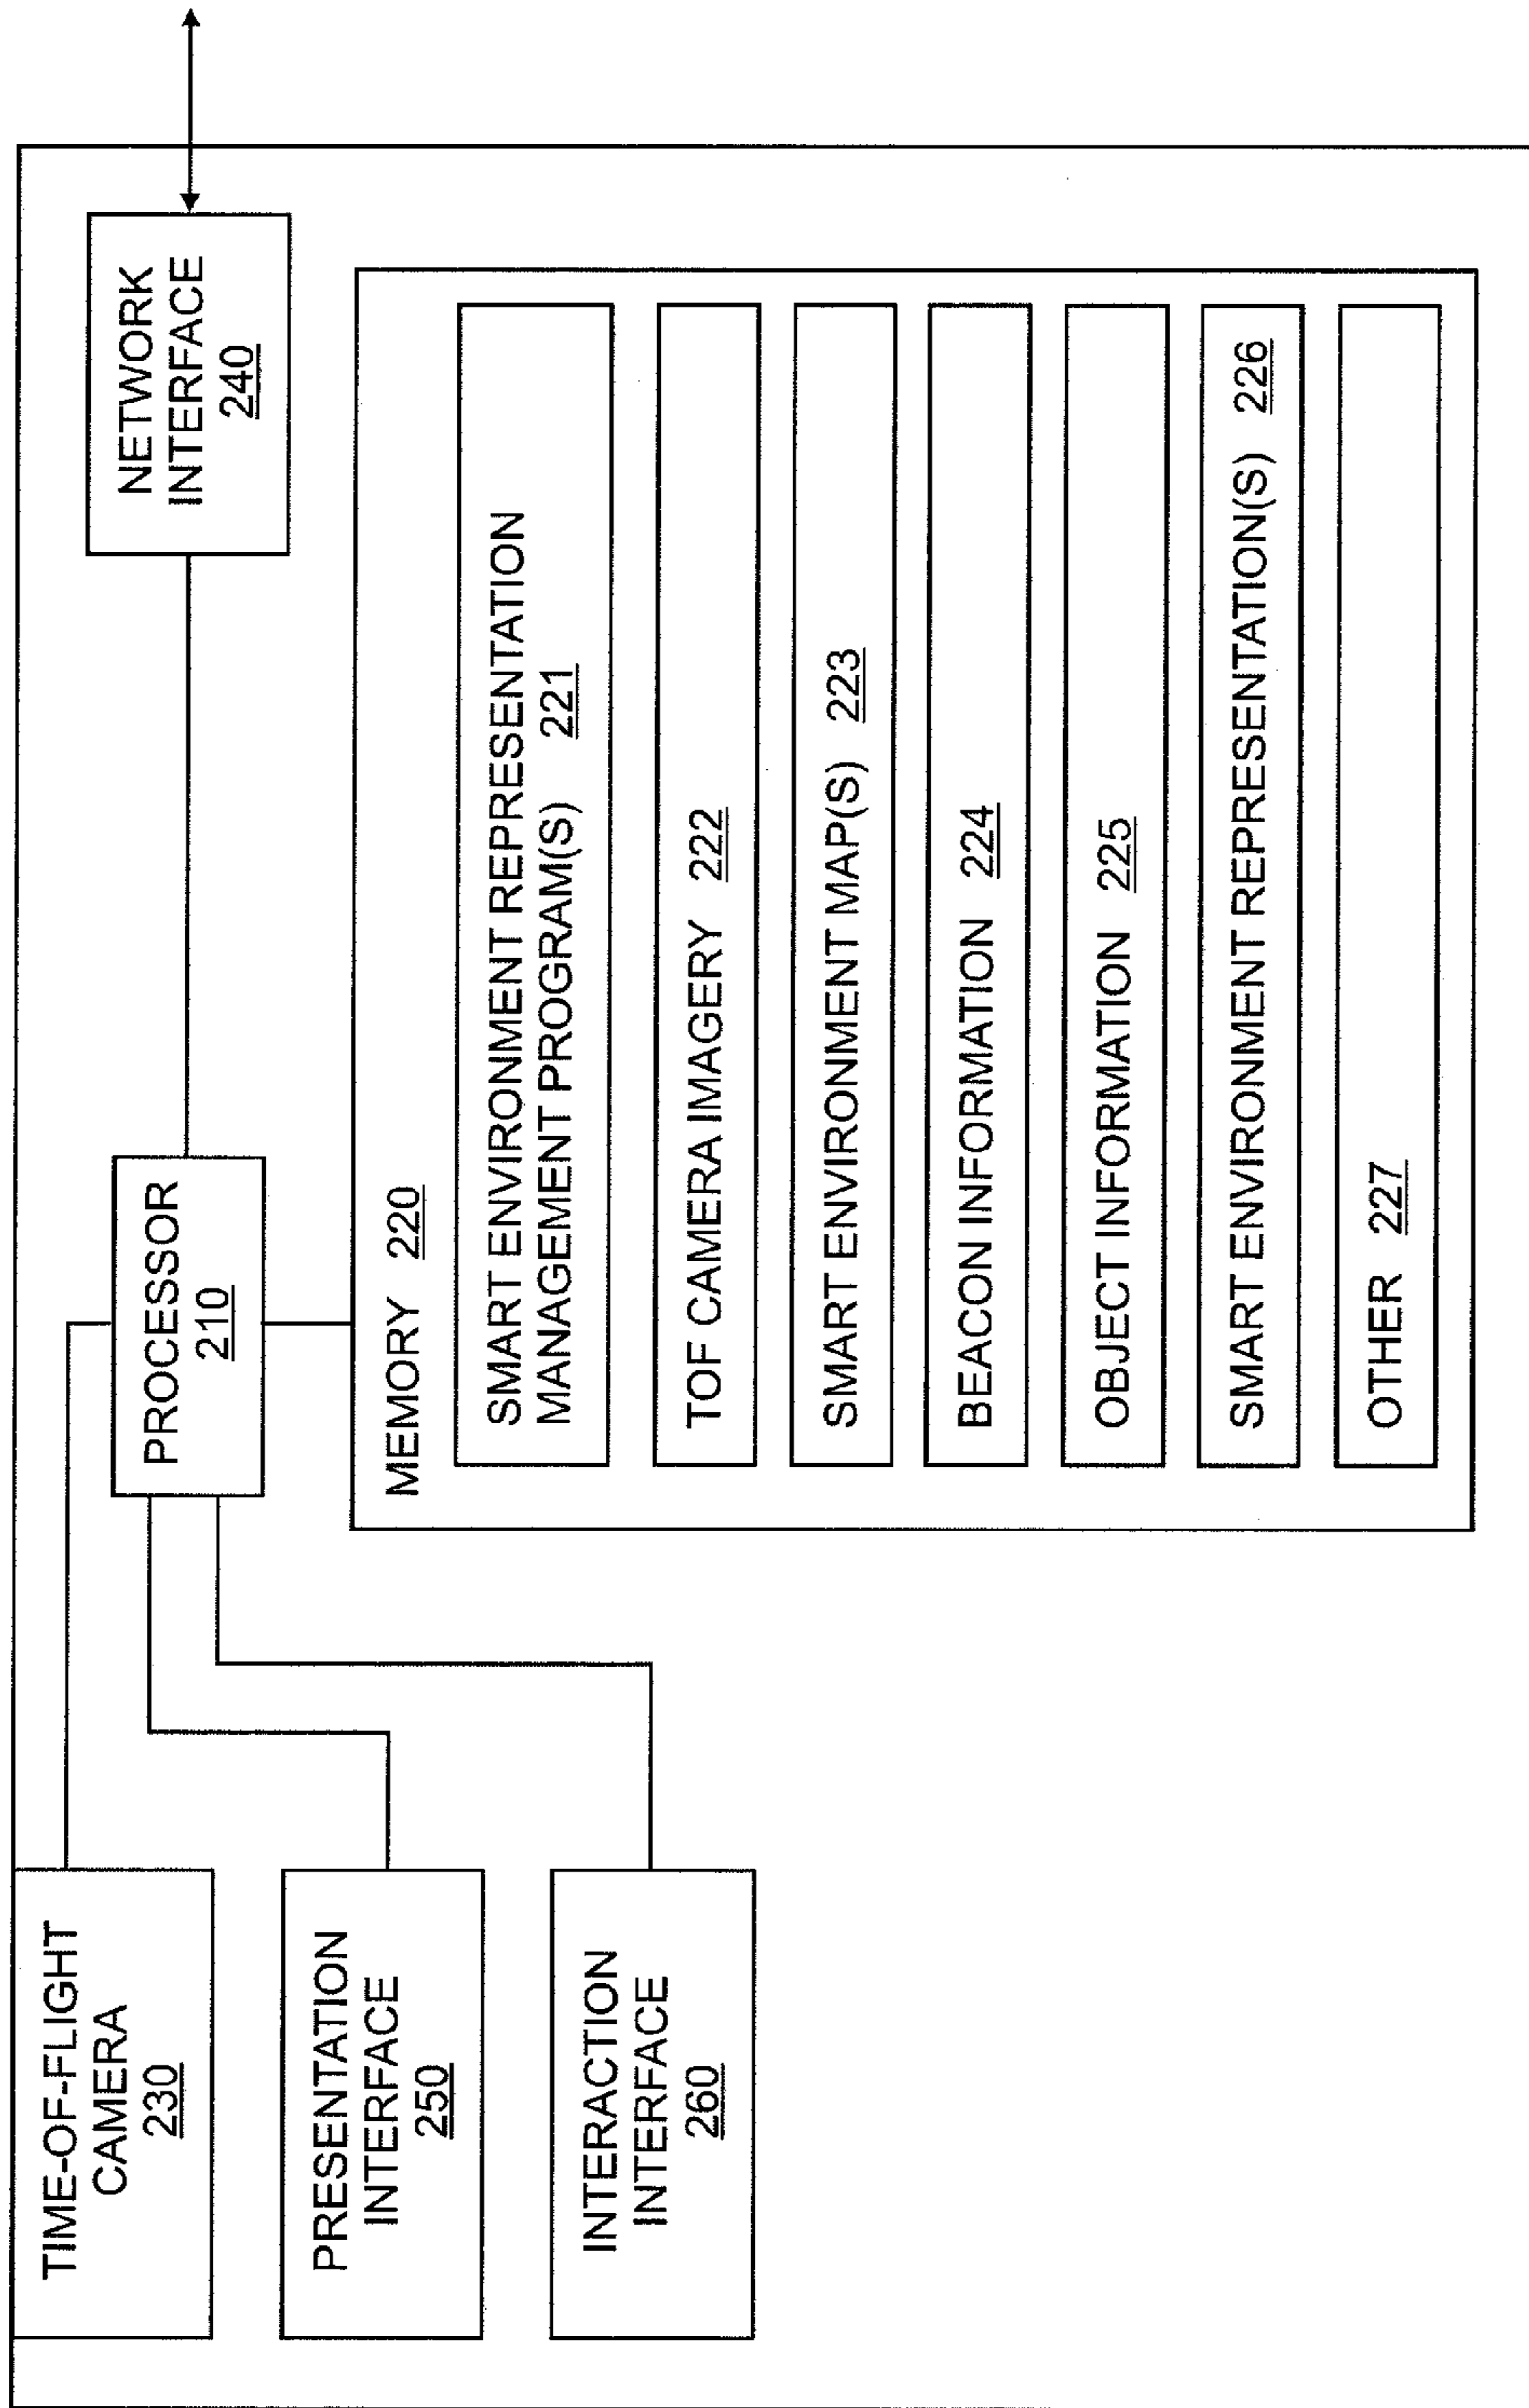 TIME-OF-FLIGHT
CAMERA
230
PRESENTATION
INTERFACE
250
INTERACTION
INTERFACE
260
PROCESSOR
210
NETWORK
INTERFACE
240
MEMORY 220
SMART ENVIRONMENT REPRESENTATION
MANAGEMENT PROGRAM(S) 221
TOF CAMERA IMAGERY 222
SMART ENVIRONMENT MAP(S) 223
BEACON INFORMATION 224
OBJECT INFORMATION 225
SMART ENVIRONMENT REPRESENTATION(S) 226
OTHER 227